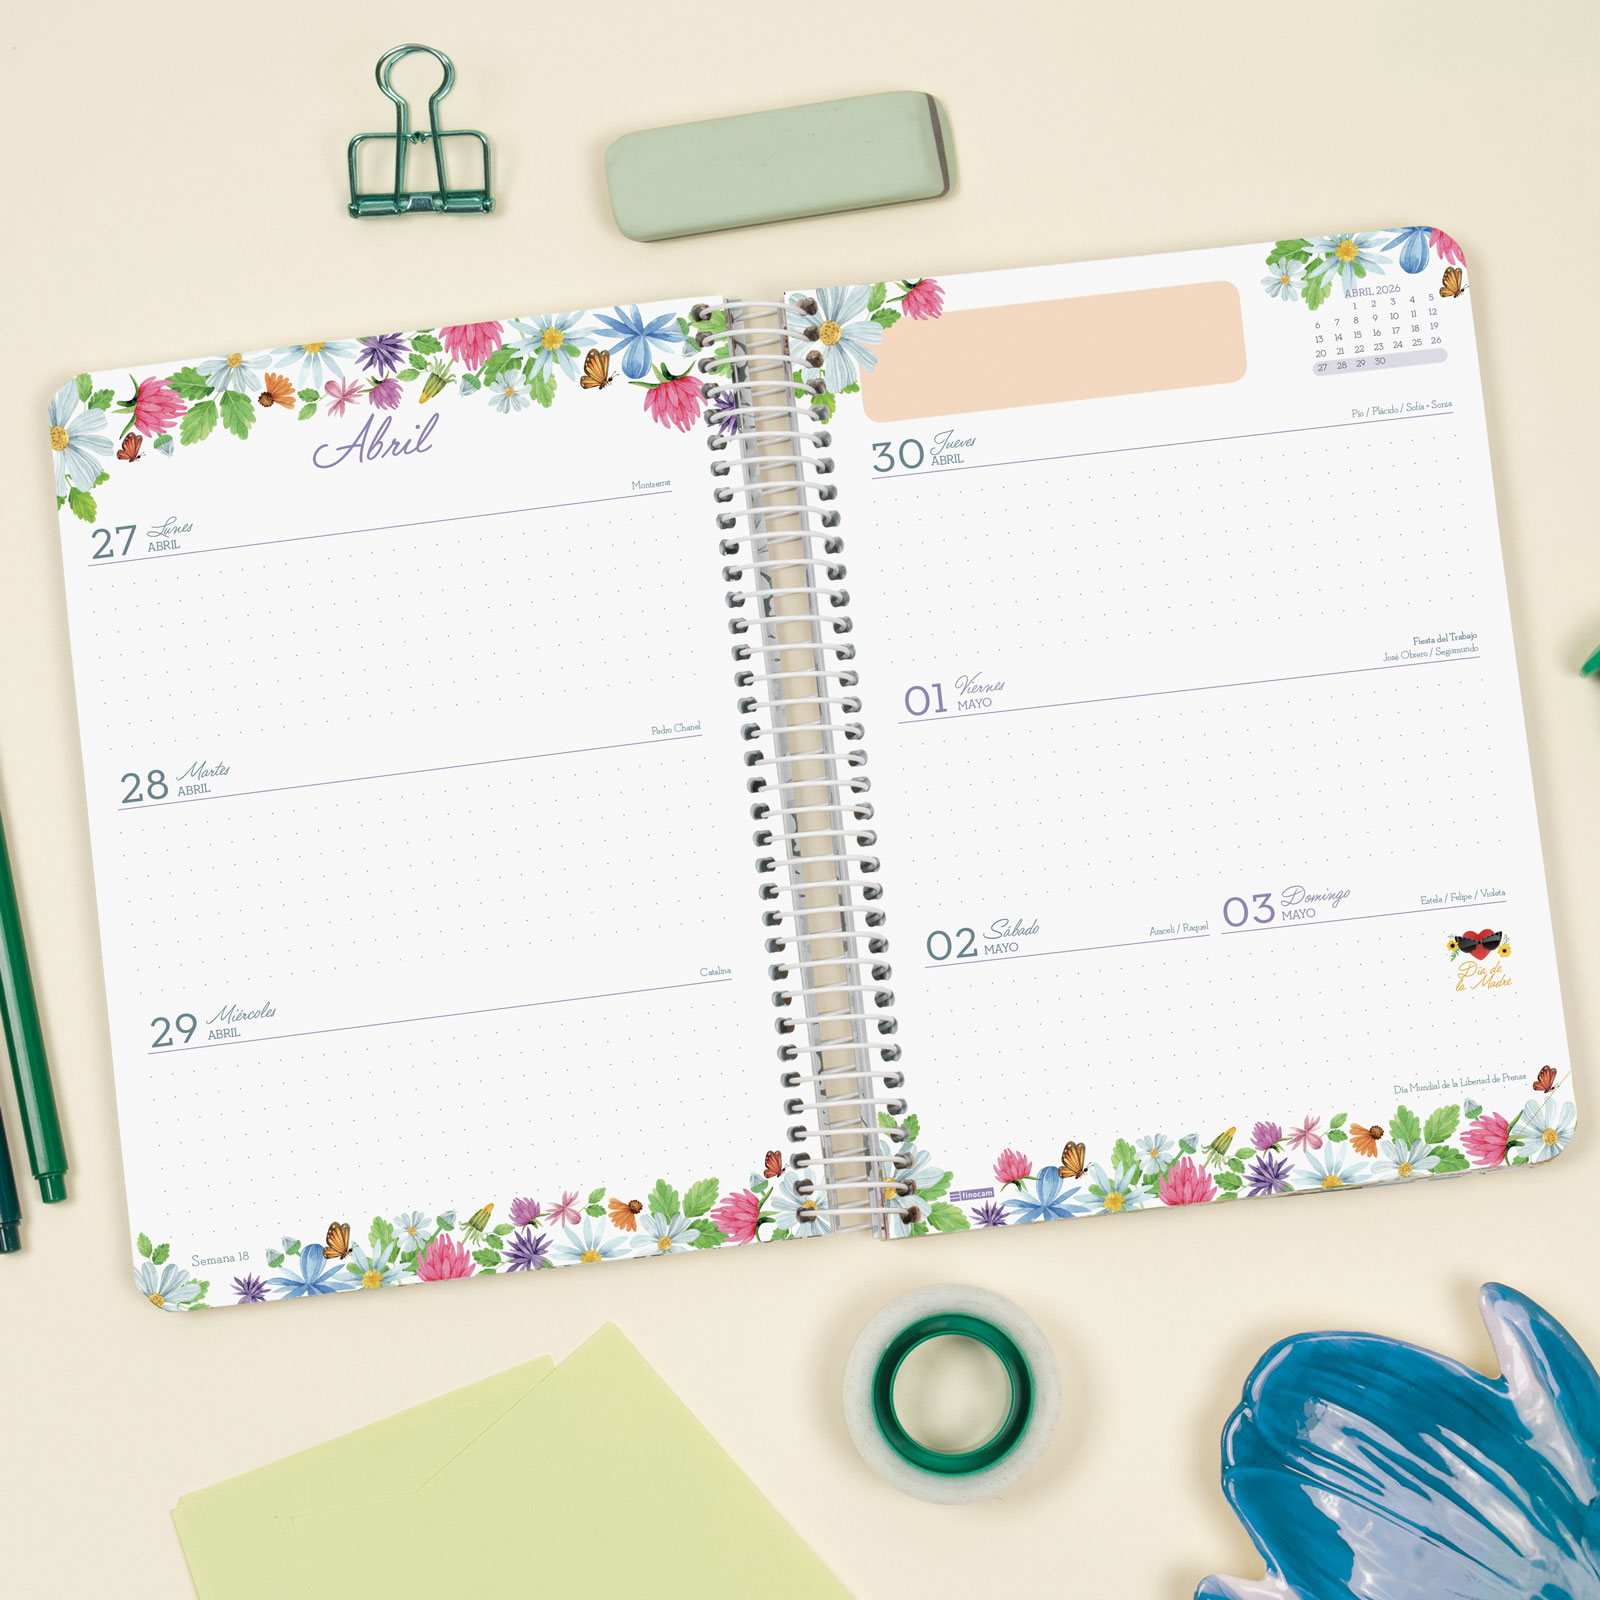 Abril
Montserrat
27 Lunes
ABRIL
Pedro Chanel
28 Martes
ABRIL
Catalina
29 Miércoles
ABRIL
Semana 18
ABRIL 2026
1 2 3 4 5
6 7 8 9 10 11 12
13 14 15 16 17 18 19
20 21 22 23 24 25 26
27 28 29 30
Pío / Plácido / Sofía - Sonia
30 Jueves
ABRIL
Fiesta del Trabajo
José Obrero / Segismundo
01 Viernes
MAYO
Araceli / Raquel
02 Sábado
MAYO
Estela / Felipe / Violeta
03 Domingo
MAYO
Día de
la Madre
Día Mundial de la Libertad de Prensa
finocam